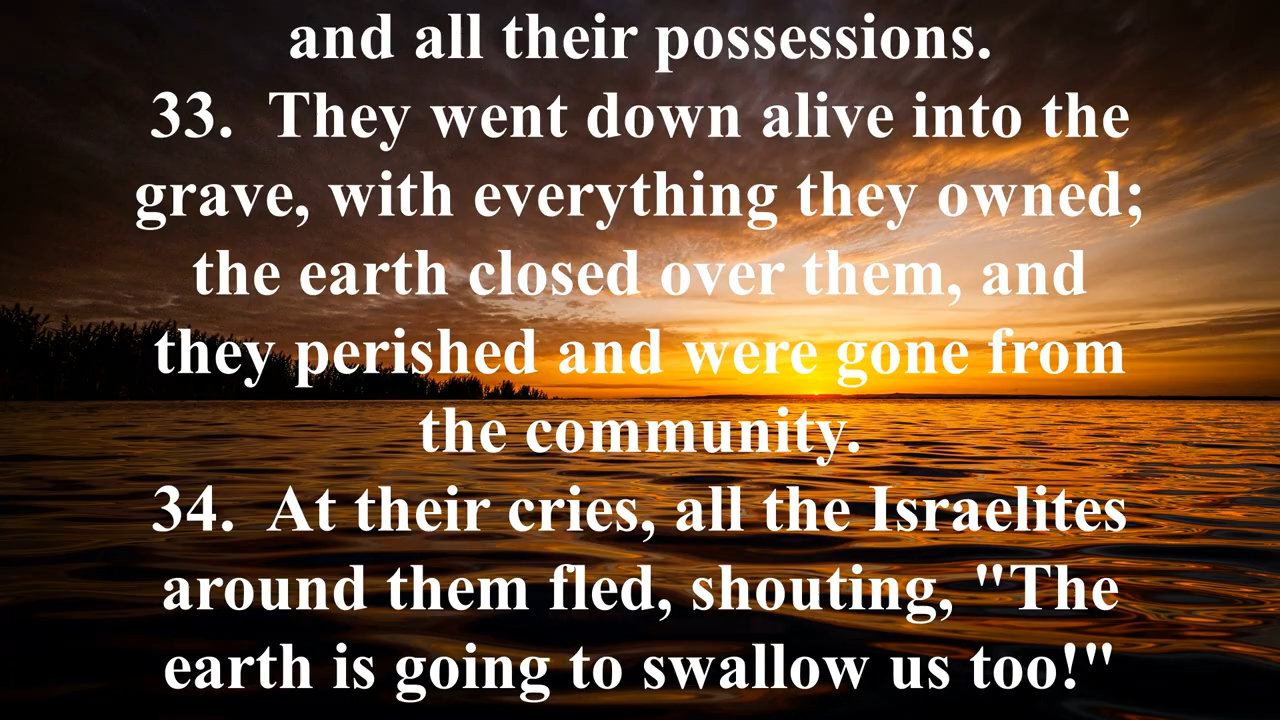 and all their possessions.
33.  They went down alive into the
grave, with everything they owned;
the earth closed over them, and
they perished and were gone from
the community.
34.  At their cries, all the Israelites
around them fled, shouting, "The
earth is going to swallow us too!"